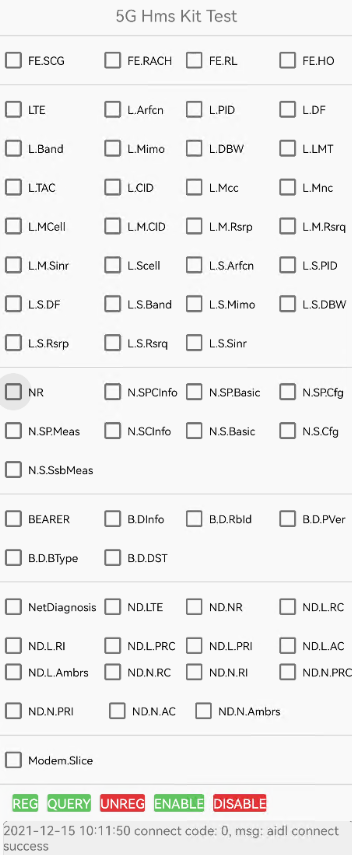 5G Hms Kit Test
FE.SCG FE.RACH FE.RL FE.HO
LTE L.Arfcn L.PID L.DF
L.Band L.Mimo L.DBW L.LMT
L.TAC L.CID L.Mcc L.Mnc
L.MCell L.M.CID L.M.Rsrp L.M.Rsrq
L.M.Sinr L.Scell L.S.Arfcn L.S.PID
L.S.DF L.S.Band L.S.Mimo L.S.DBW
L.S.Rsrp L.S.Rsrq L.S.Sinr
NR N.SPCInfo N.SP.Basic N.SP.Cfg
N.SP.Meas N.SCInfo N.S.Basic N.S.Cfg
N.S.SsbMeas
BEARER B.DInfo B.D.RbId B.D.PVer
B.D.BType B.D.DST
NetDiagnosis ND.LTE ND.NR ND.L.RC
ND.L.RI ND.L.PRC ND.L.PRI ND.L.AC
ND.L.Ambrs ND.N.RC ND.N.RI ND.N.PRC
ND.N.PRI ND.N.AC ND.N.Ambrs
Modem.Slice
REG QUERY UNREG ENABLE DISABLE
2021-12-15 10:11:50 connect code: 0, msg: aidl connect
success